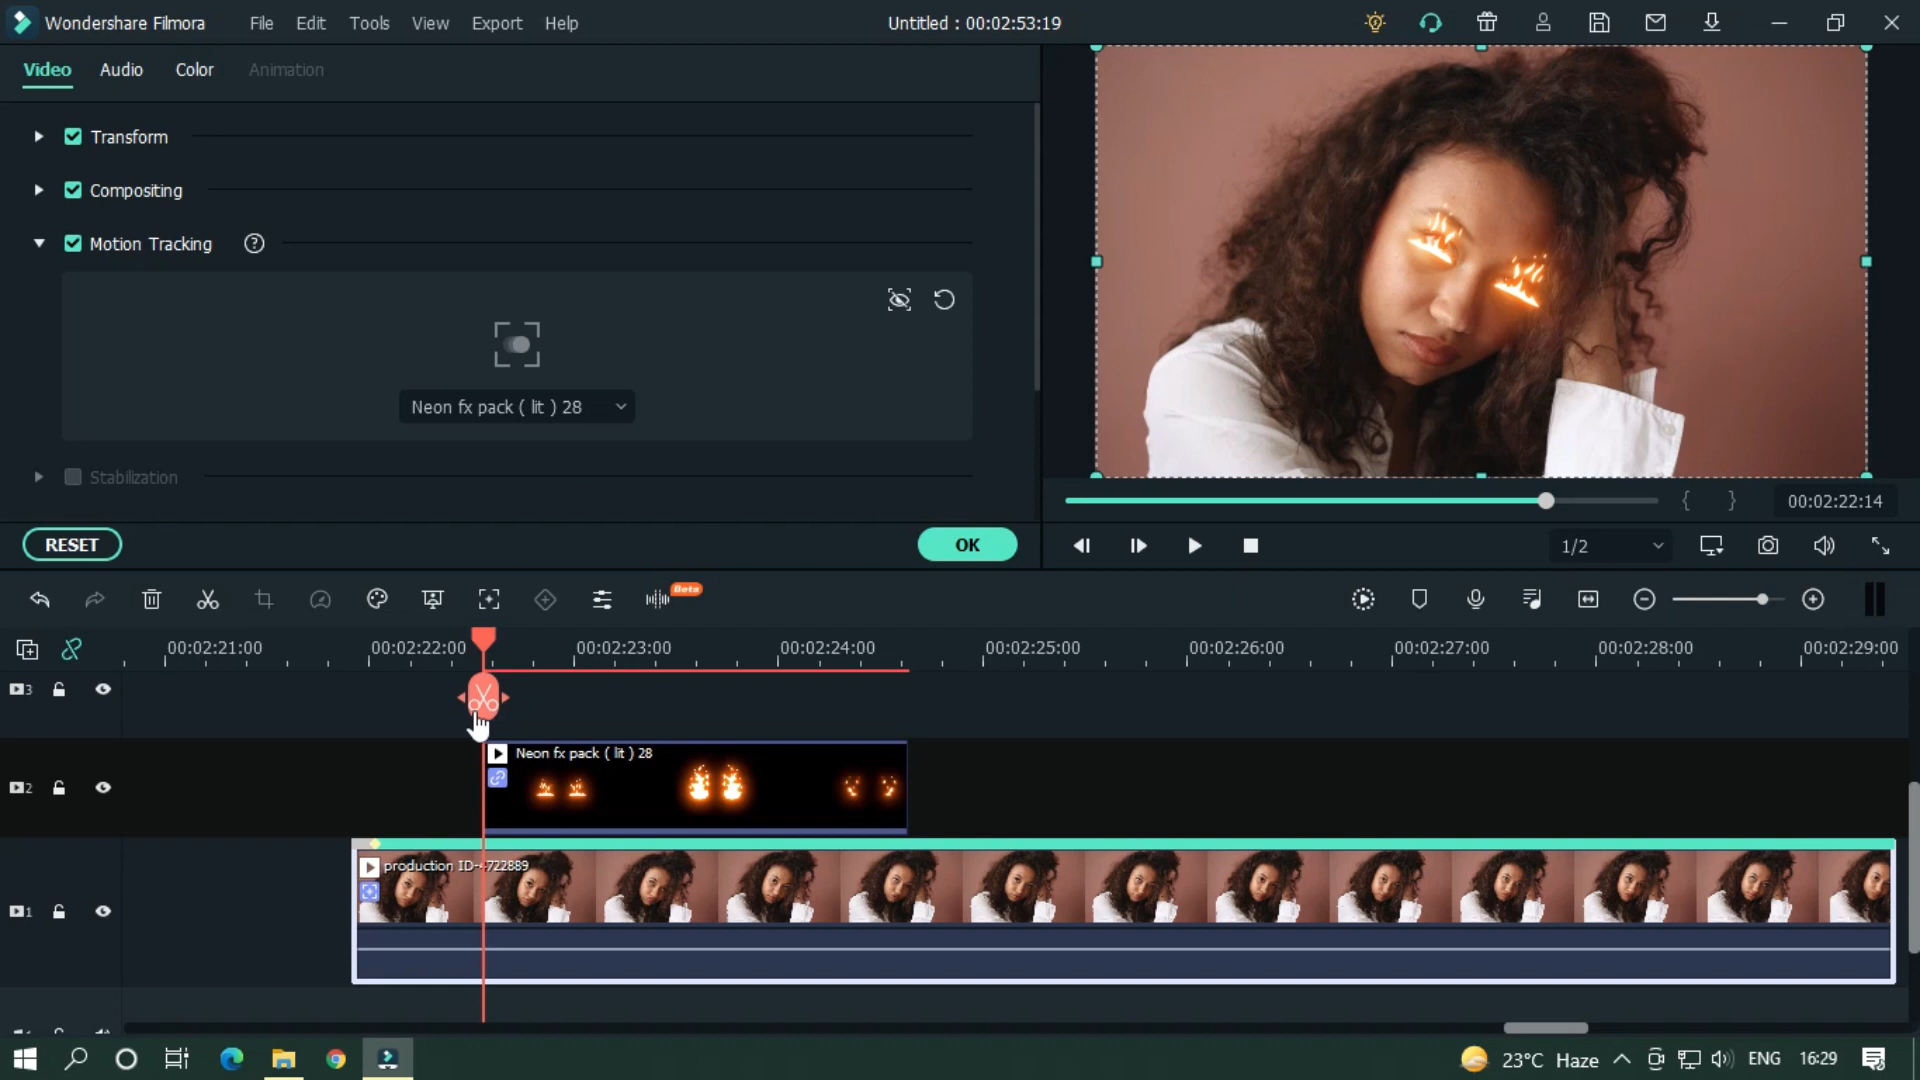 Wondershare Filmora File Edit Tools View Export Help Untitled : 00:02:53:19
Video Audio Color Animation
Transform
Compositing
Motion Tracking
Neon fx pack ( lit ) 28
Stabilization
RESET OK
00:02:22:14
1/2
Beta
00:02:21:00 00:02:22:00 00:02:23:00 00:02:24:00 00:02:25:00 00:02:26:00 00:02:27:00 00:02:28:00 00:02:29:00
3
Neon fx pack ( lit ) 28
2
production ID-4722889
1
23°C Haze ENG 16:29